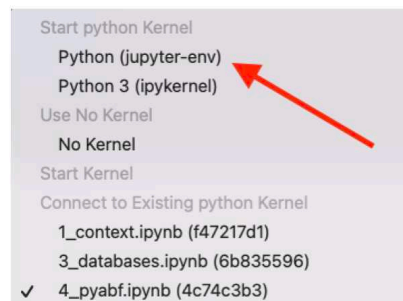 Start python Kernel
Python (jupyter-env)
Python 3 (ipykernel)
Use No Kernel
No Kernel
Start Kernel
Connect to Existing python Kernel
1_context.ipynb (f47217d1)
3_databases.ipynb (6b835596)
✓ 4_pyabf.ipynb (4c74c3b3)